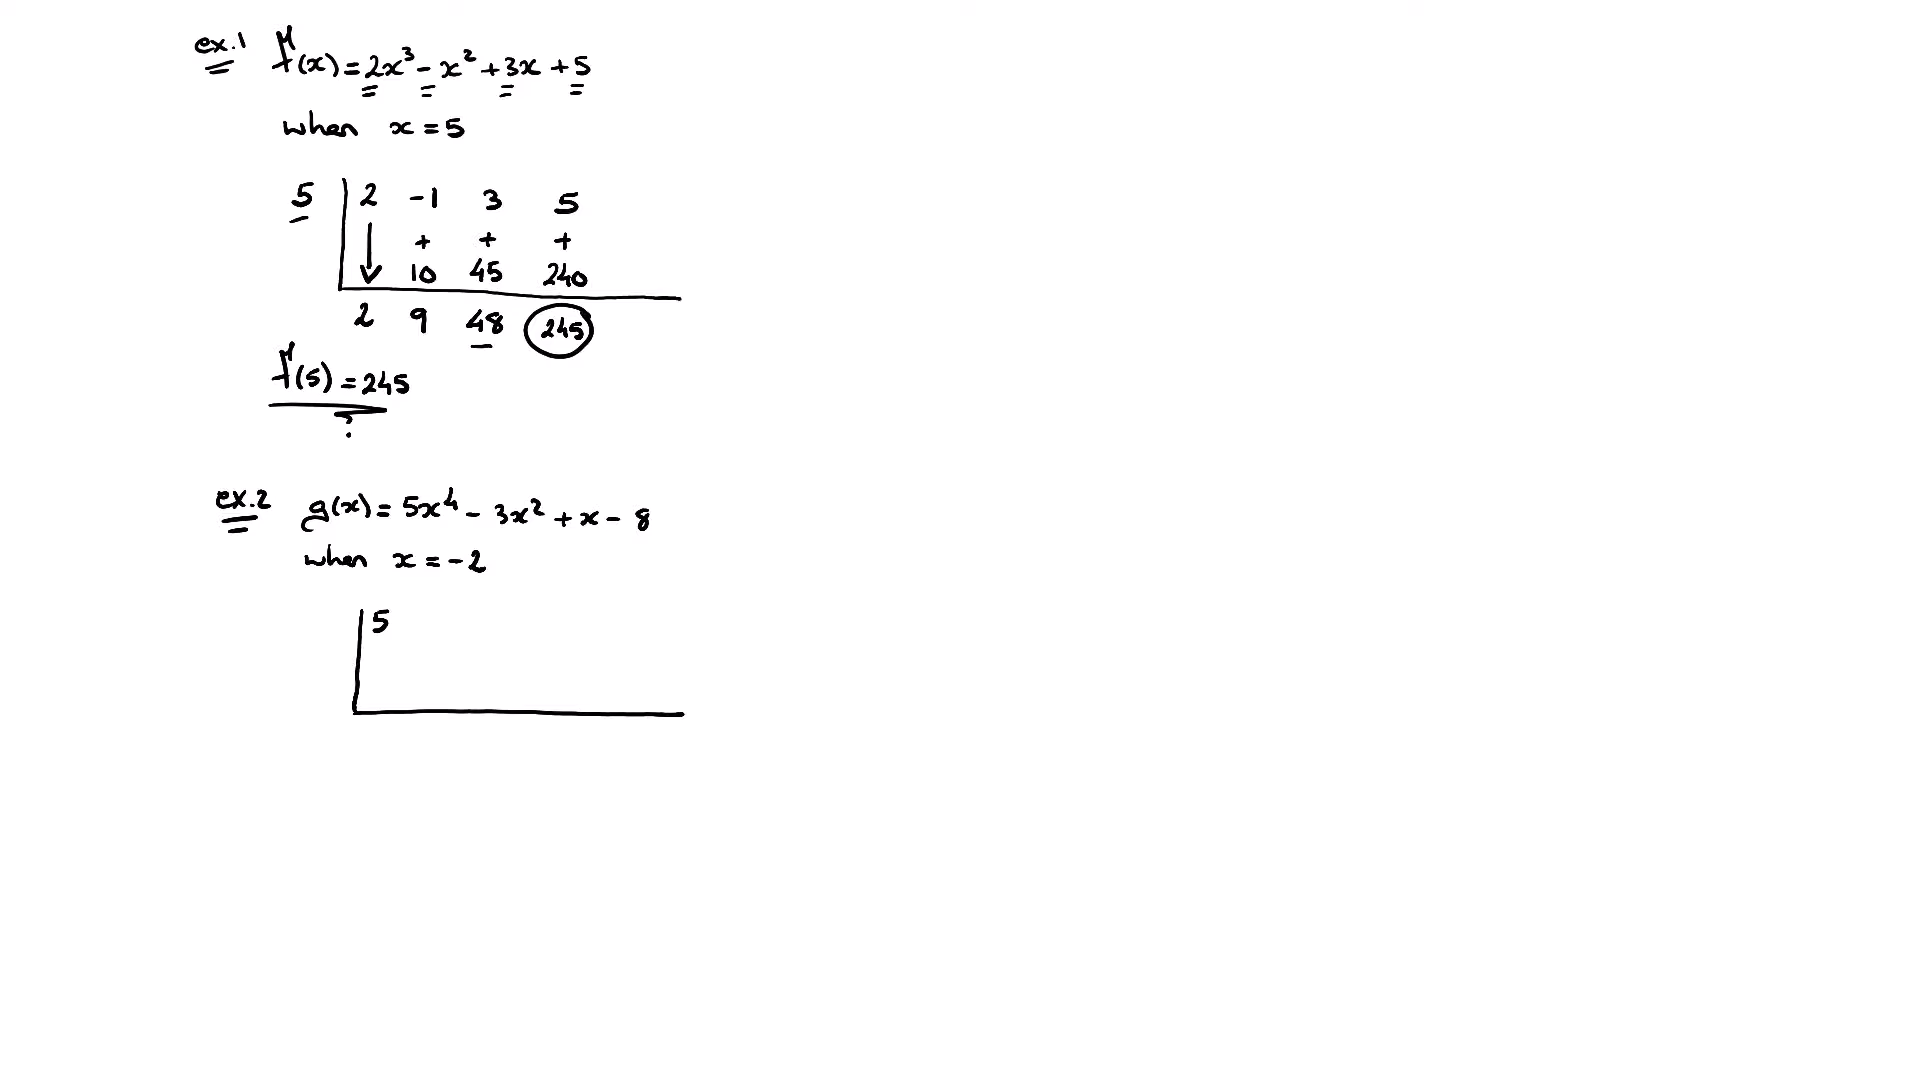 ex.1 f(x) = 2x³ - x² + 3x + 5
when x = 5
5 | 2 -1 3 5
+ + +
10 45 240
2 9 48 245
f(5) = 245
?
ex.2 g(x) = 5x⁴ - 3x² + x - 8
when x = -2
5